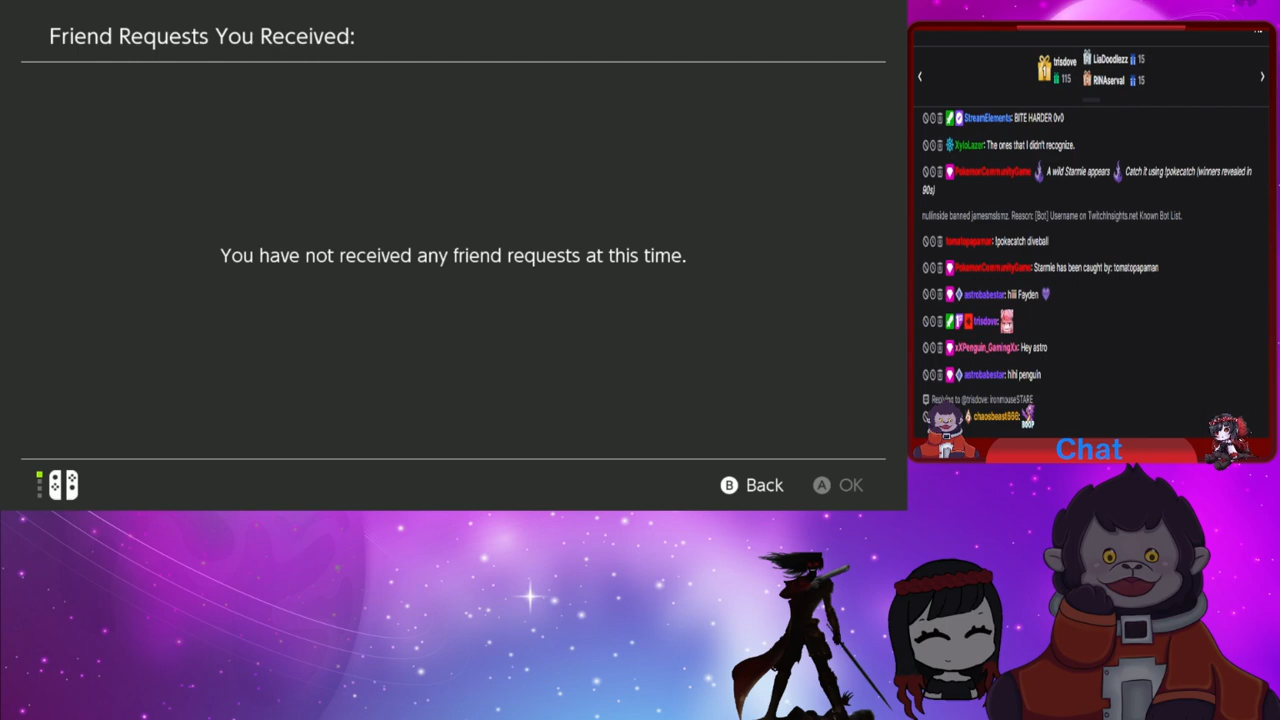 Friend Requests You Received:
You have not received any friend requests at this time.
B Back A OK
trisdove
115
LiaDoodlezz 15
RINAserval 15
StreamElements: BITE HARDER 0v0
XyloLazer: The ones that I didn't recognize.
PokemonCommunityGame A wild Starmie appears Catch it using !pokecatch (winners revealed in
90s)
nullinside banned jamesmslsmz. Reason: [Bot] Username on TwitchInsights.net Known Bot List.
tomatopapaman: !pokecatch diveball
PokemonCommunityGame: Starmie has been caught by: tomatopapaman
astrobabestar: hiii Fayden
trisdove:
xXPenguin_GamingXx: Hey astro
astrobabestar: hihi penguin
Replying to @trisdove: ironmouseSTARE
chaosbeast666: BOOP
Chat